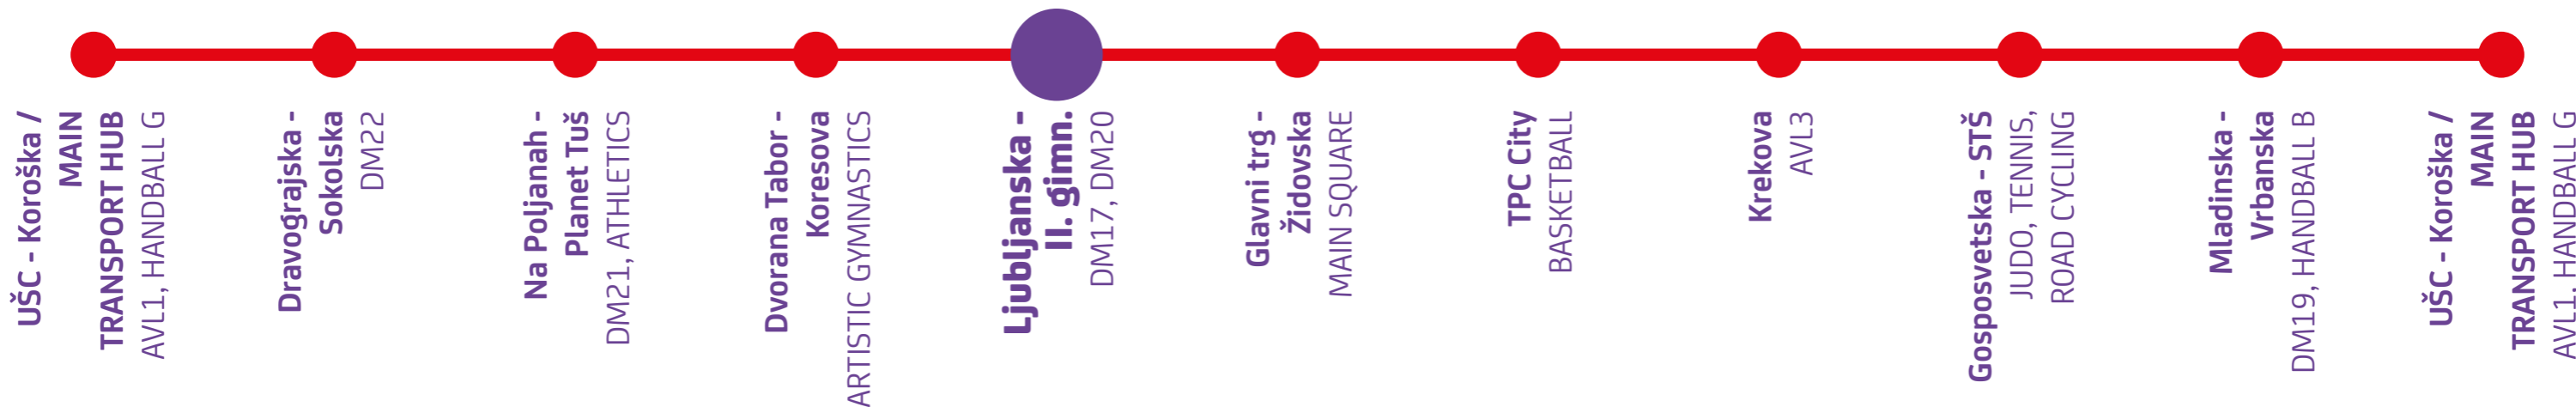 UŠC - Koroška /
MAIN
TRANSPORT HUB
AVL1, HANDBALL G
Dravograjska -
Sokolska
DM22
Na Poljanah -
Planet Tuš
DM21, ATHLETICS
Dvorana Tabor -
Koresova
ARTISTIC GYMNASTICS
Ljubljanska -
II. gimn.
DM17, DM20
Glavni trg -
Židovska
MAIN SQUARE
TPC City
BASKETBALL
Krekova
AVL3
Gosposvetska - STŠ
JUDO, TENNIS,
ROAD CYCLING
Mladinska -
Vrbanska
DM19, HANDBALL B
UŠC - Koroška /
MAIN
TRANSPORT HUB
AVL1, HANDBALL G